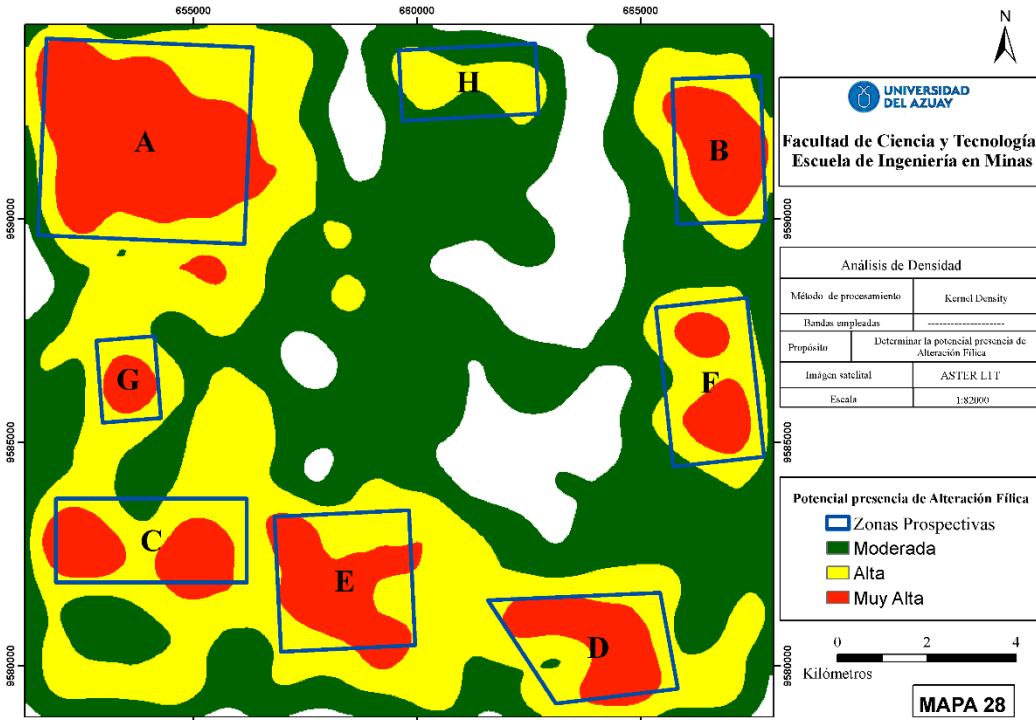 655000
660000
665000
N
9590000
9585000
9580000
9590000
9585000
9580000
A
H
B
G
F
C
E
D
UNIVERSIDAD
DEL AZUAY
Facultad de Ciencia y Tecnología
Escuela de Ingeniería en Minas
Análisis de Densidad
Método de procesamiento Kernel Density
Bandas empleadas --------------------
Propósito Determinar la potencial presencia de
Alteración Fílica
Imágen satelital ASTER L1T
Escala 1:82000
Potencial presencia de Alteración Fílica
Zonas Prospectivas
Moderada
Alta
Muy Alta
0 2 4
Kilómetros
MAPA 28